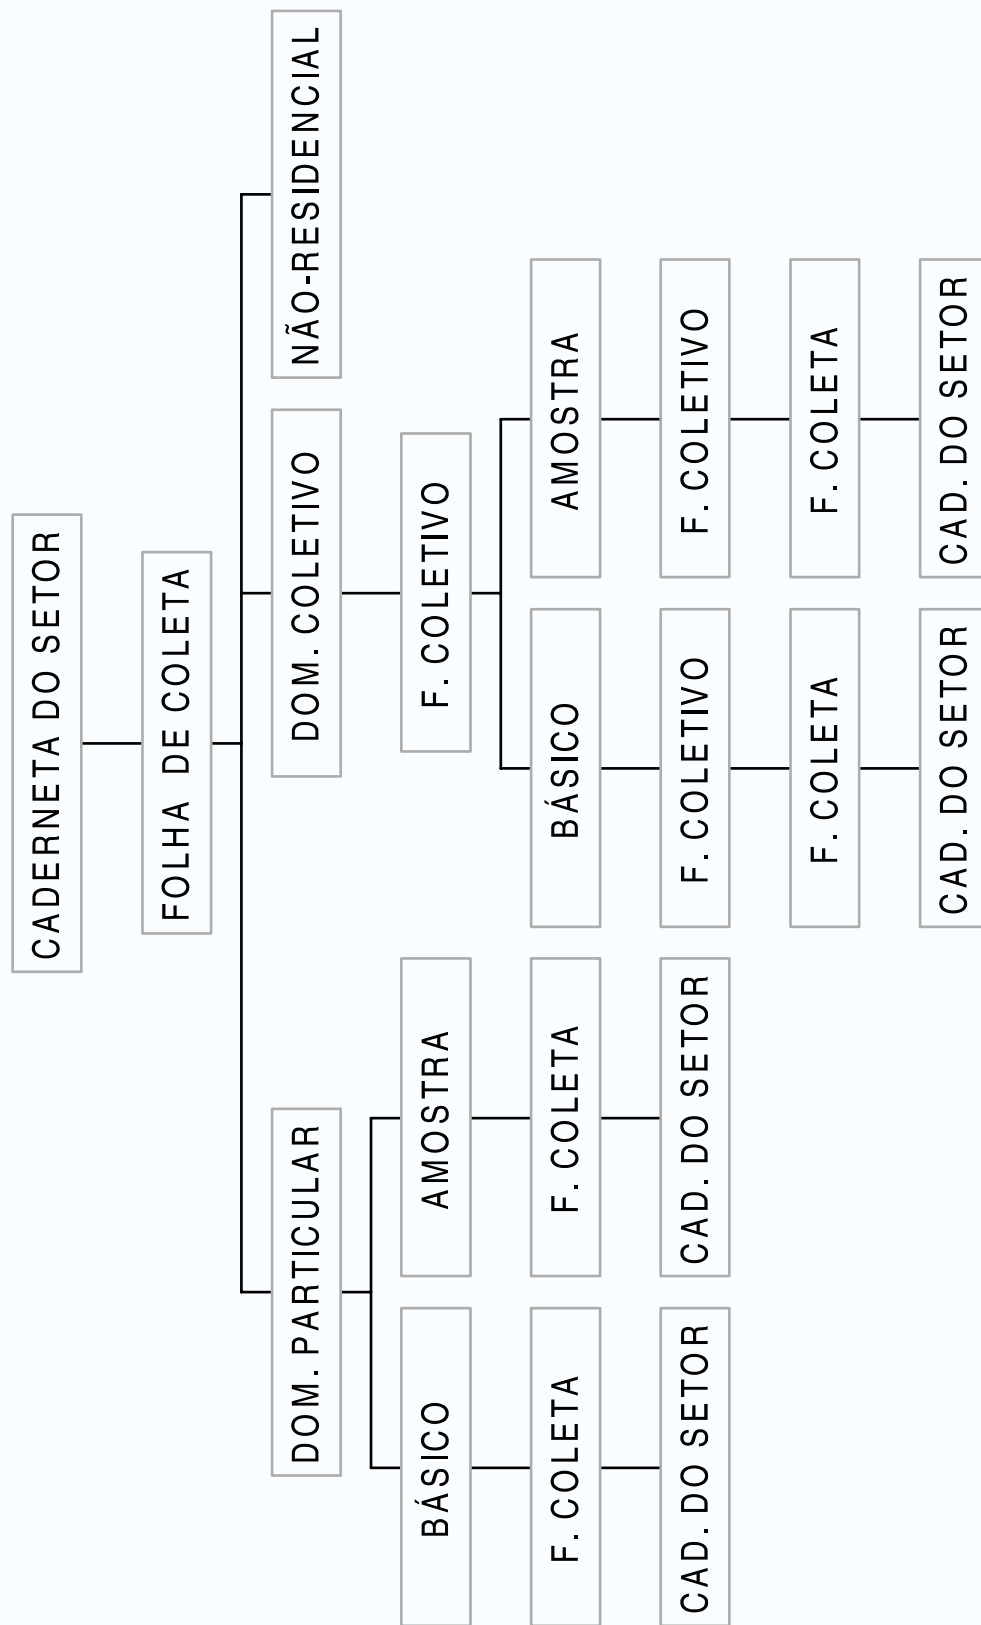 CADERNETA DO SETOR
FOLHA DE COLETA
DOM. PARTICULAR
DOM. COLETIVO
NÃO-RESIDENCIAL
BÁSICO
AMOSTRA
F. COLETIVO
F. COLETA
F. COLETA
BÁSICO
AMOSTRA
CAD. DO SETOR
CAD. DO SETOR
F. COLETIVO
F. COLETIVO
F. COLETA
F. COLETA
CAD. DO SETOR
CAD. DO SETOR